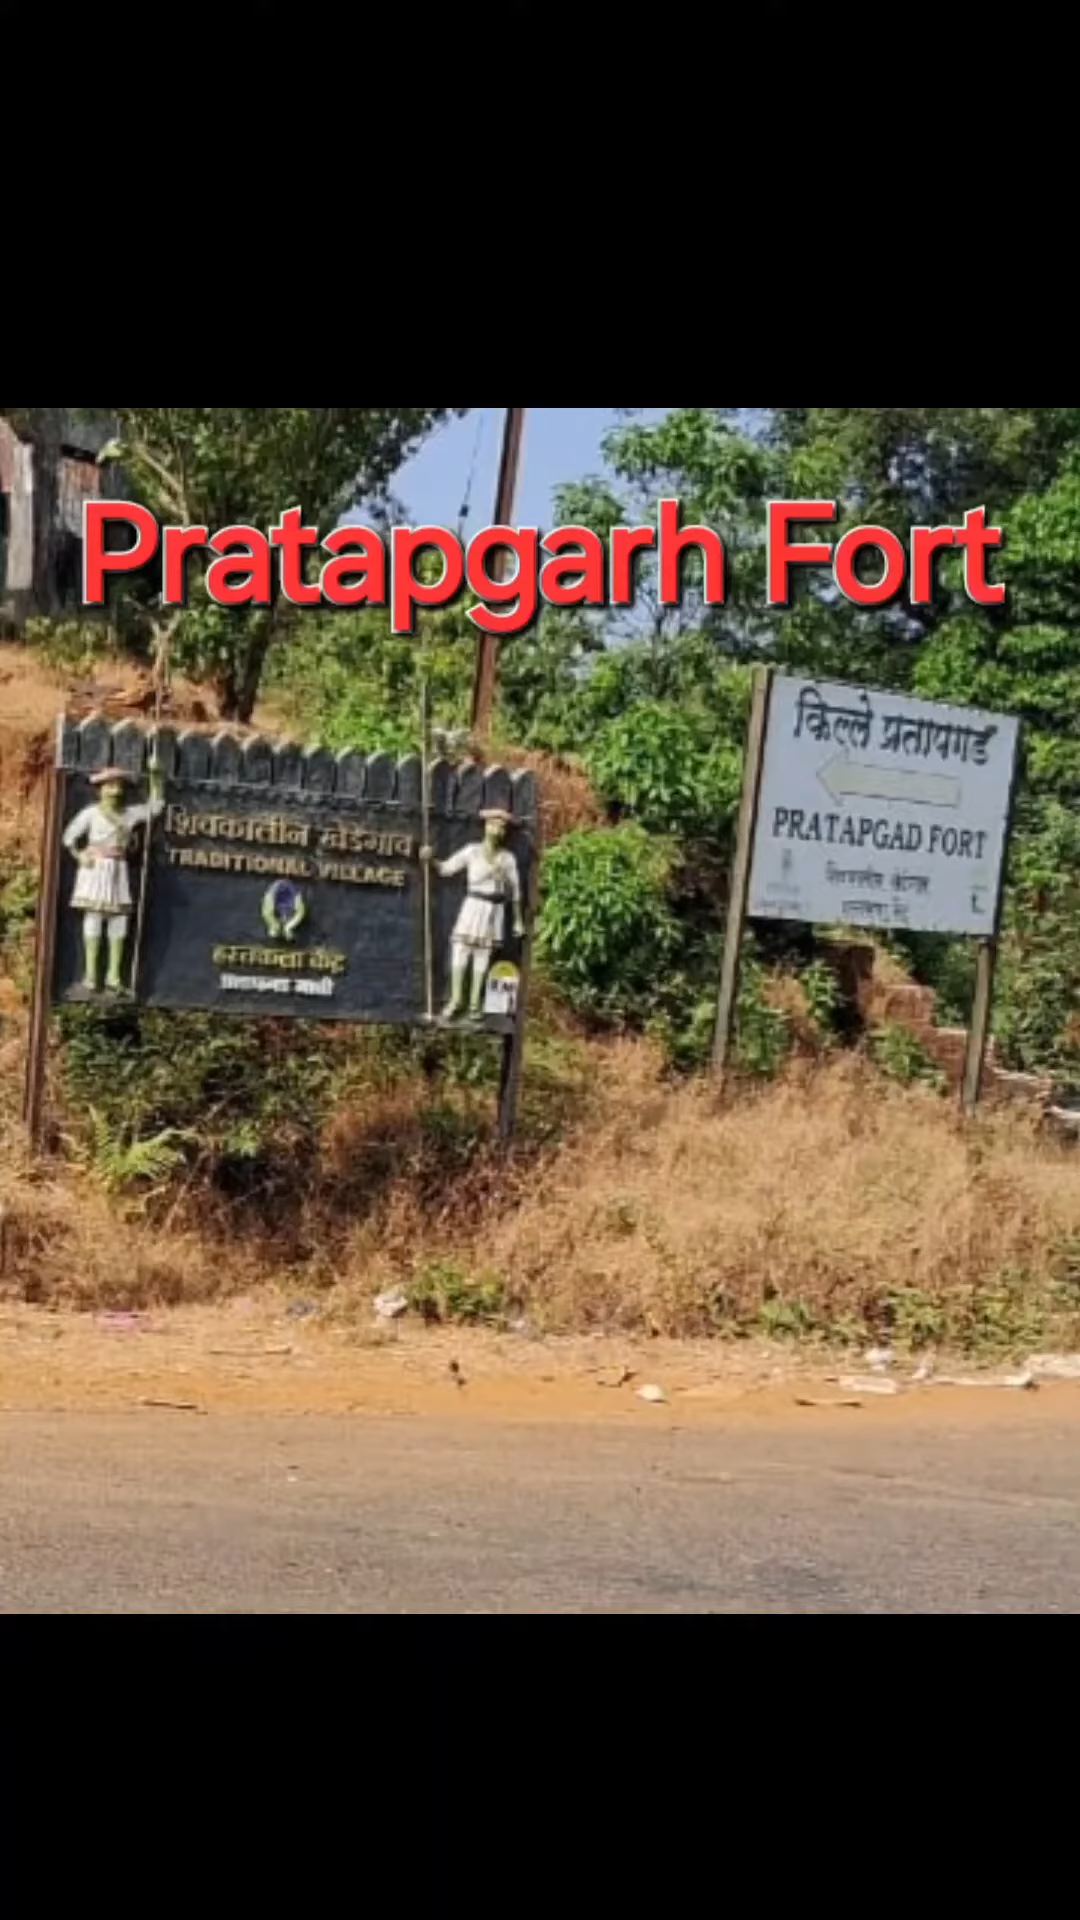 Pratapgarh Fort
शिवकालीन खेडेगाव
TRADITIONAL VILLAGE
हस्तकला केंद्र
किल्ले प्रतापगड
PRATAPGAD FORT